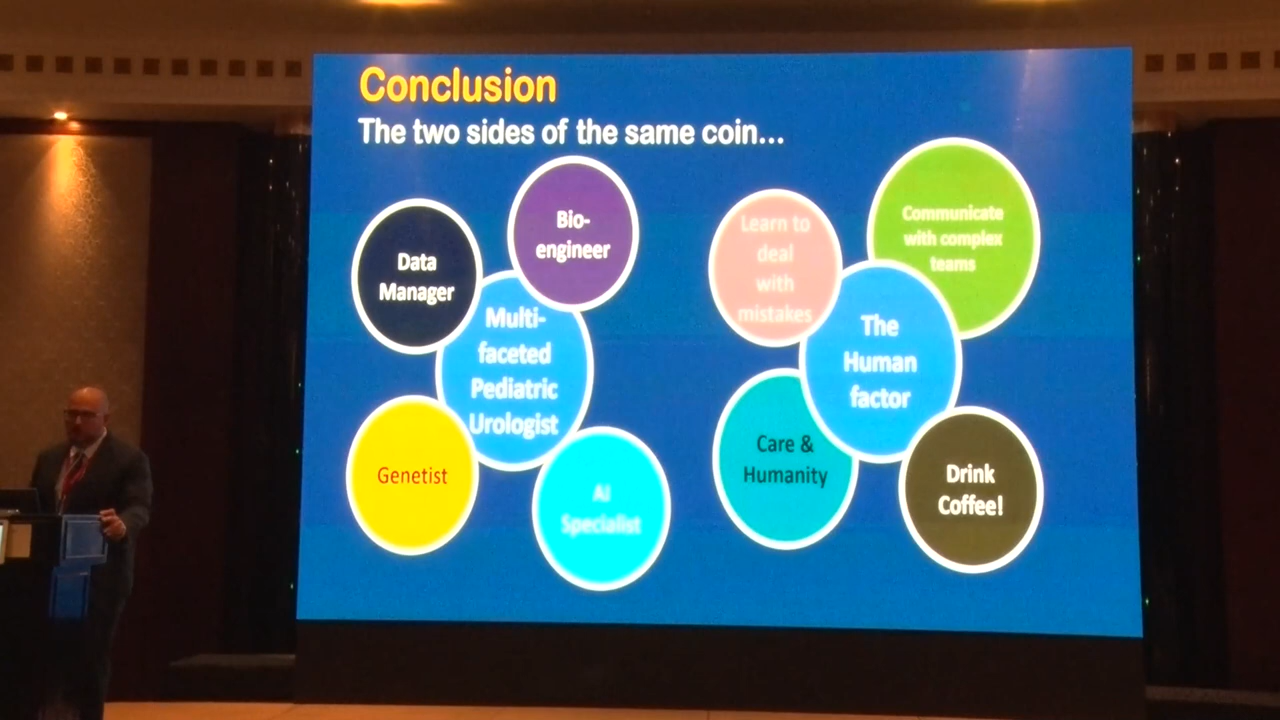 Conclusion
The two sides of the same coin...
Data
Manager
Bio-
engineer
Multi-
faceted
Pediatric
Urologist
Genetist
AI
Specialist
Learn to
deal
with
mistakes
Communicate
with complex
teams
The
Human
factor
Care &
Humanity
Drink
Coffee!